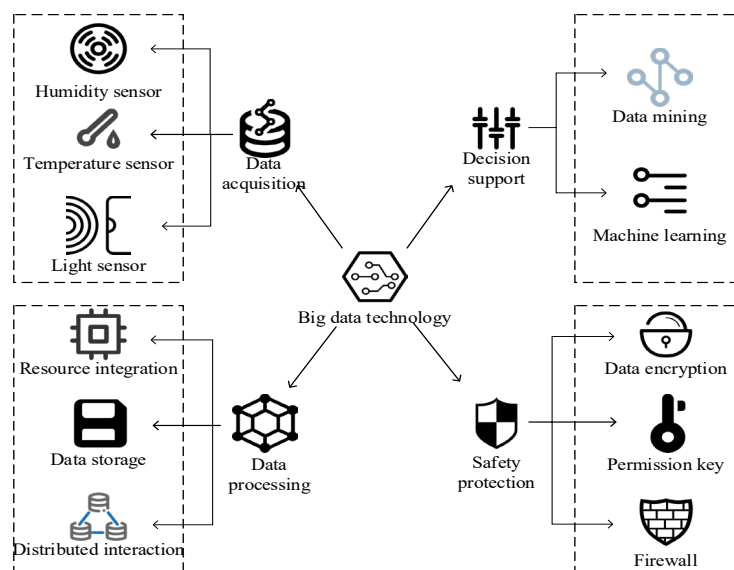 Humidity sensor
Temperature sensor
Light sensor
Data
acquisition
Decision
support
Data mining
Machine learning
Big data technology
Resource integration
Data storage
Distributed interaction
Data
processing
Safety
protection
Data encryption
Permission key
Firewall